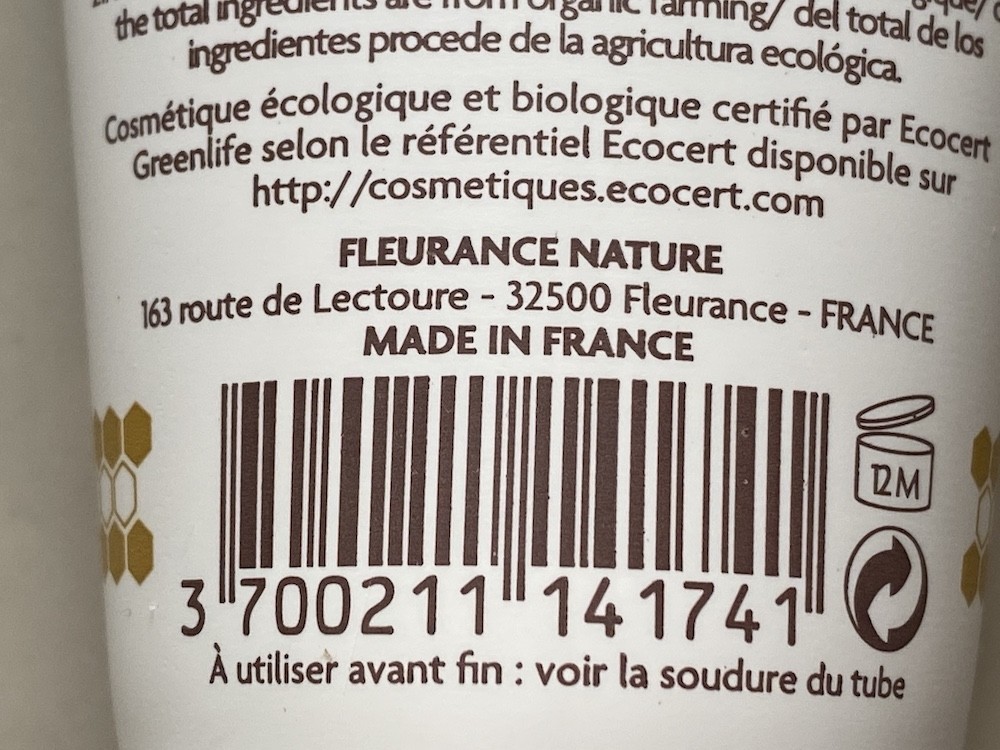 the total ingredients are from organic farming/ del total de los
ingredientes procede de la agricultura ecológica.
Cosmétique écologique et biologique certifié par Ecocert
Greenlife selon le référentiel Ecocert disponible sur
http://cosmetiques.ecocert.com
FLEURANCE NATURE
163 route de Lectoure - 32500 Fleurance - FRANCE
MADE IN FRANCE
12M
3 700211 141741
À utiliser avant fin : voir la soudure du tube